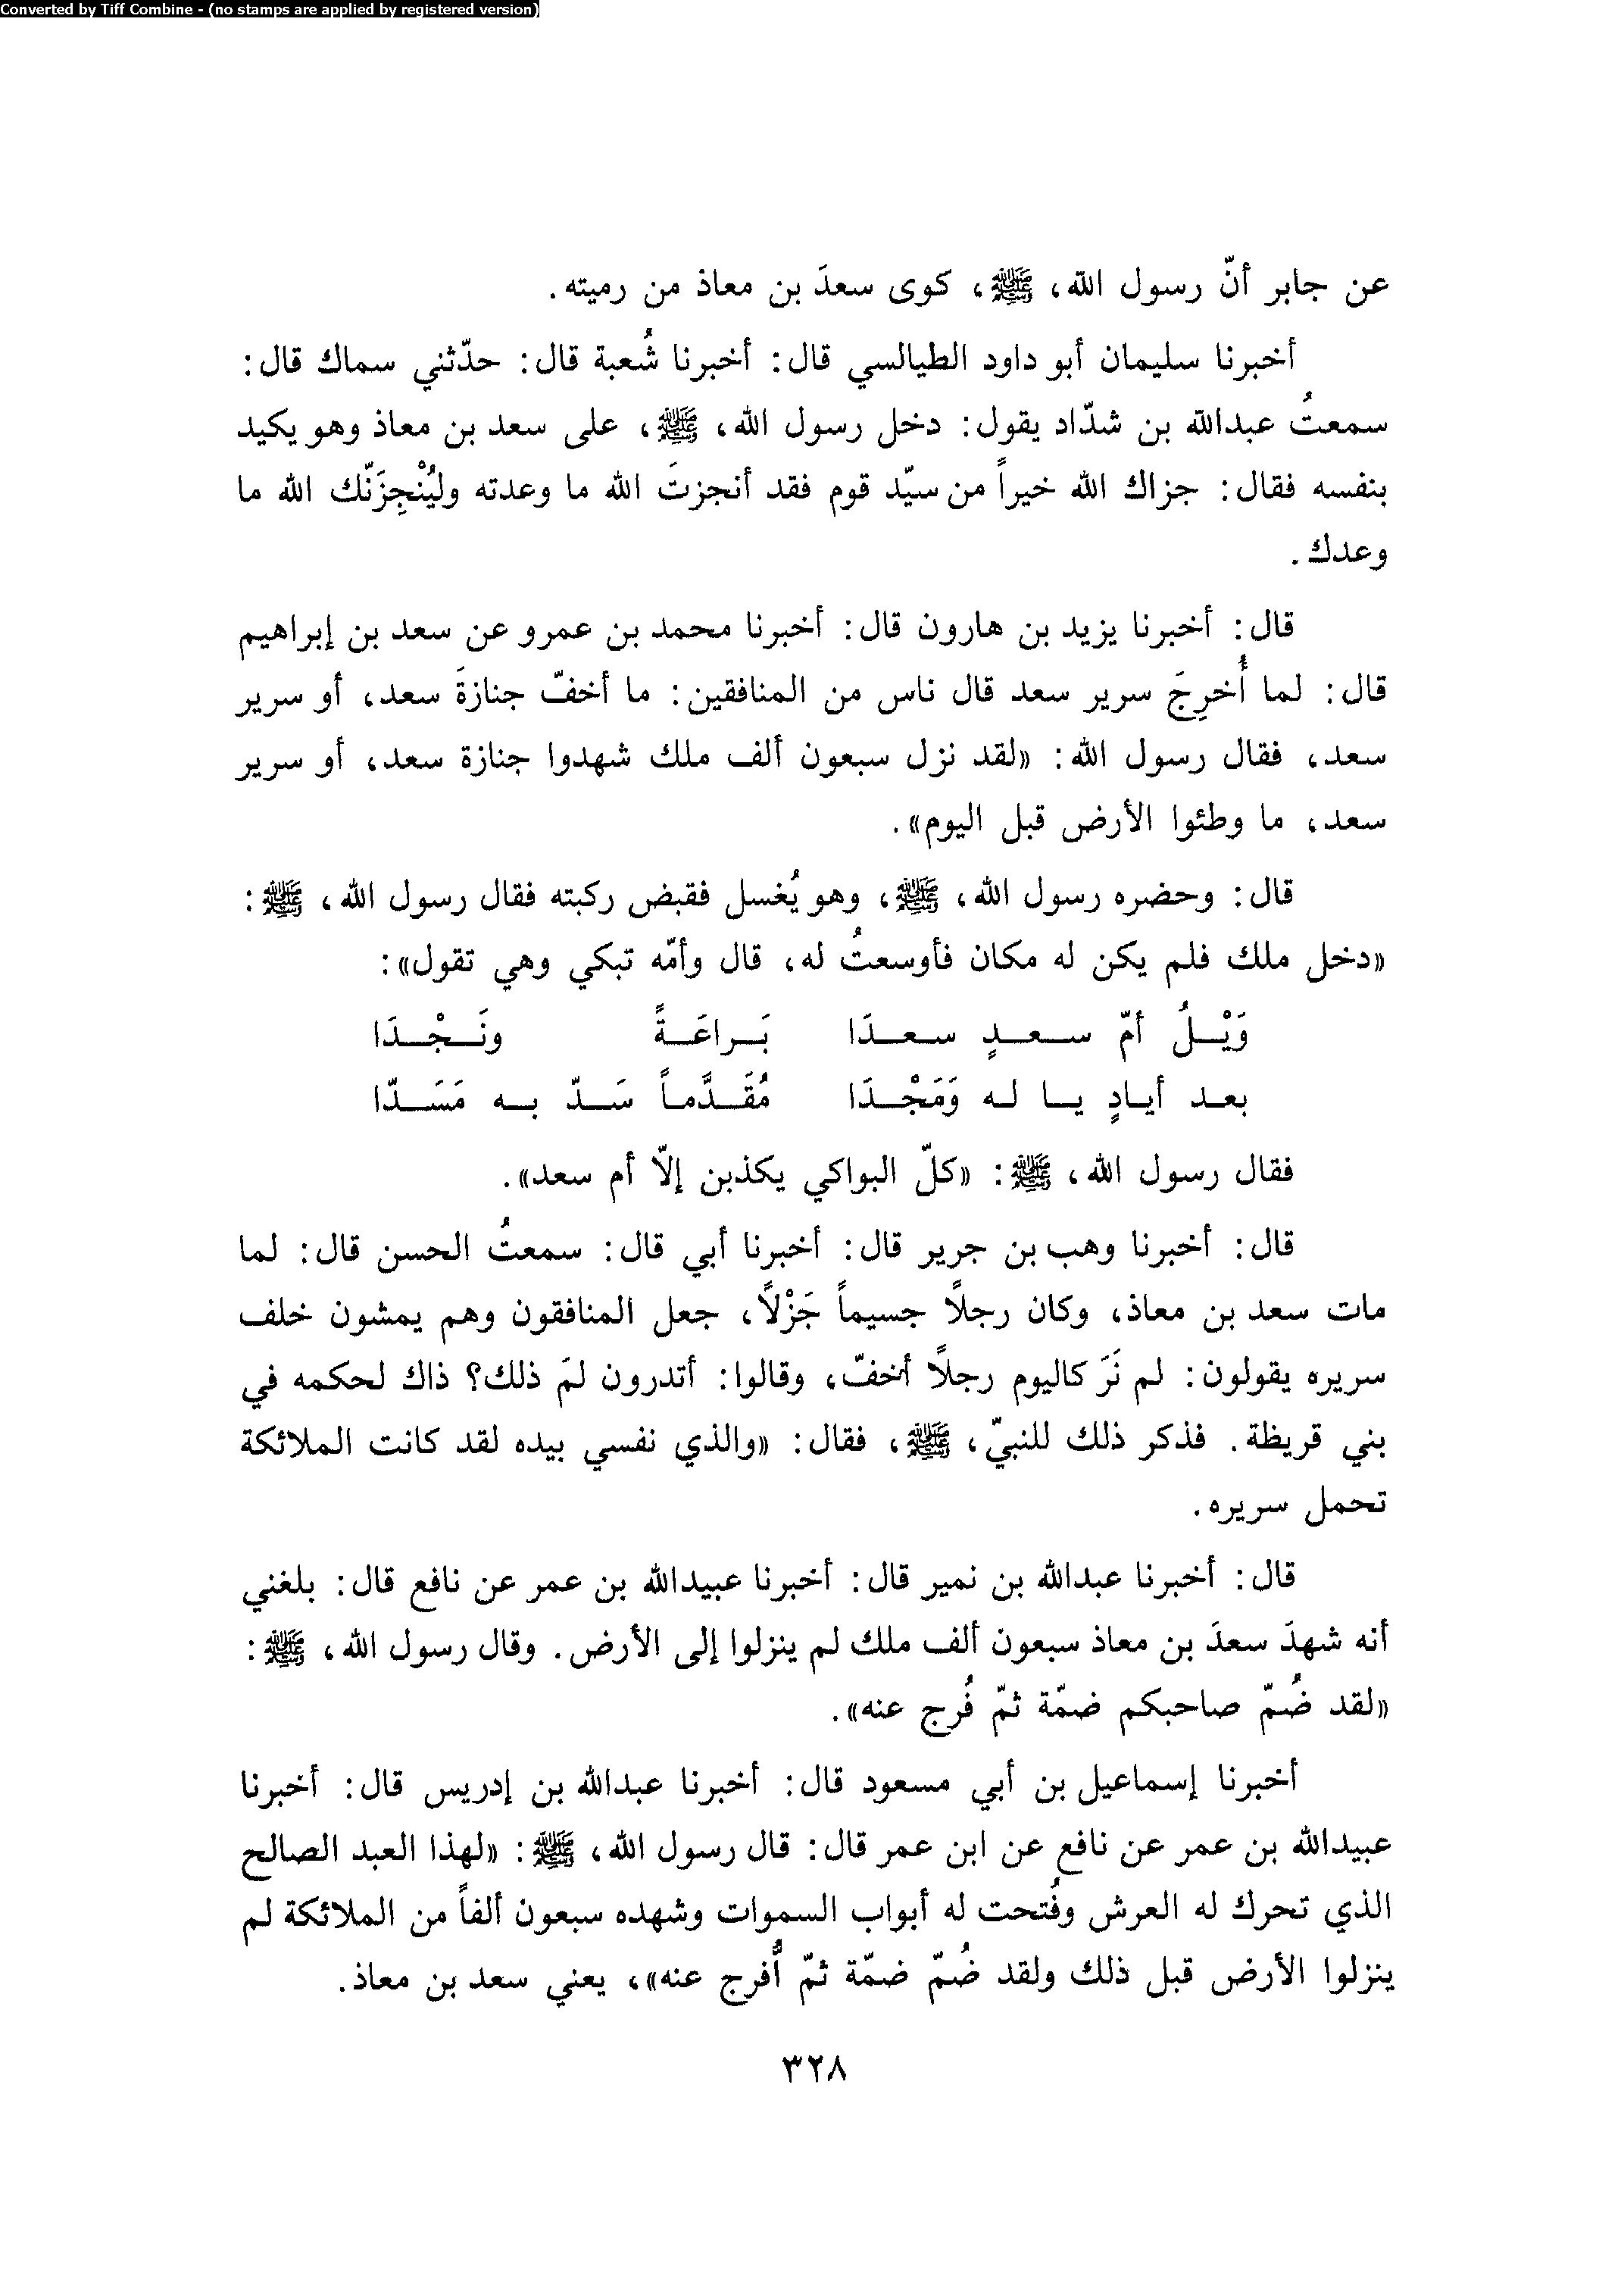 Converted by Tiff Combine - (no stamps are applied by registered version)
عن جابر أنّ رسول الله، ﷺ، كوى سعدَ بن معاذ من رميته.
أخبرنا سليمان أبو داود الطيالسي قال: أخبرنا شُعبة قال: حدّثني سماك قال:
سمعتُ عبدالله بن شدّاد يقول: دخل رسول الله، ﷺ، على سعد بن معاذ وهو يكيد
بنفسه فقال: جزاك الله خيراً من سيّد قوم فقد أنجزتَ الله ما وعدته وليُنْجِزَنّك الله ما
وعدك.
قال: أخبرنا يزيد بن هارون قال: أخبرنا محمد بن عمرو عن سعد بن إبراهيم
قال: لما أُخرِجَ سرير سعد قال ناس من المنافقين: ما أخفّ جنازةَ سعد، أو سرير
سعد، فقال رسول الله: «لقد نزل سبعون ألف ملك شهدوا جنازة سعد، أو سرير
سعد، ما وطئوا الأرض قبل اليوم».
قال: وحضره رسول الله، ﷺ، وهو يُغسل فقبض ركبته فقال رسول الله، ﷺ:
«دخل ملك فلم يكن له مكان فأوسعتُ له، قال وأمّه تبكي وهي تقول»:
وَيْلُ أمّ سعدٍ سعدَا بَراعَةً ونَجْدَا
بعد أيادٍ يا له وَمَجْدَا مُقَدَّماً سَدّ به مَسَدّا
فقال رسول الله، ﷺ: «كلّ البواكي يكذبن إلّا أم سعد».
قال: أخبرنا وهب بن جرير قال: أخبرنا أبي قال: سمعتُ الحسن قال: لما
مات سعد بن معاذ، وكان رجلاً جسيماً جَزْلاً، جعل المنافقون وهم يمشون خلف
سريره يقولون: لم نَرَ كاليوم رجلاً أخفّ، وقالوا: أتدرون لمَ ذلك؟ ذاك لحكمه في
بني قريظة. فذكر ذلك للنبيّ، ﷺ، فقال: «والذي نفسي بيده لقد كانت الملائكة
تحمل سريره.
قال: أخبرنا عبدالله بن نمير قال: أخبرنا عبيدالله بن عمر عن نافع قال: بلغني
أنه شهدَ سعدَ بن معاذ سبعون ألف ملك لم ينزلوا إلى الأرض. وقال رسول الله، ﷺ:
«لقد ضُمّ صاحبكم ضمّة ثمّ فُرج عنه».
أخبرنا إسماعيل بن أبي مسعود قال: أخبرنا عبدالله بن إدريس قال: أخبرنا
عبيدالله بن عمر عن نافع عن ابن عمر قال: قال رسول الله، ﷺ: «لهذا العبد الصالح
الذي تحرك له العرش وفُتحت له أبواب السموات وشهده سبعون ألفاً من الملائكة لم
ينزلوا الأرض قبل ذلك ولقد ضُمّ ضمّة ثمّ أُفرج عنه»، يعني سعد بن معاذ.
٣٢٨